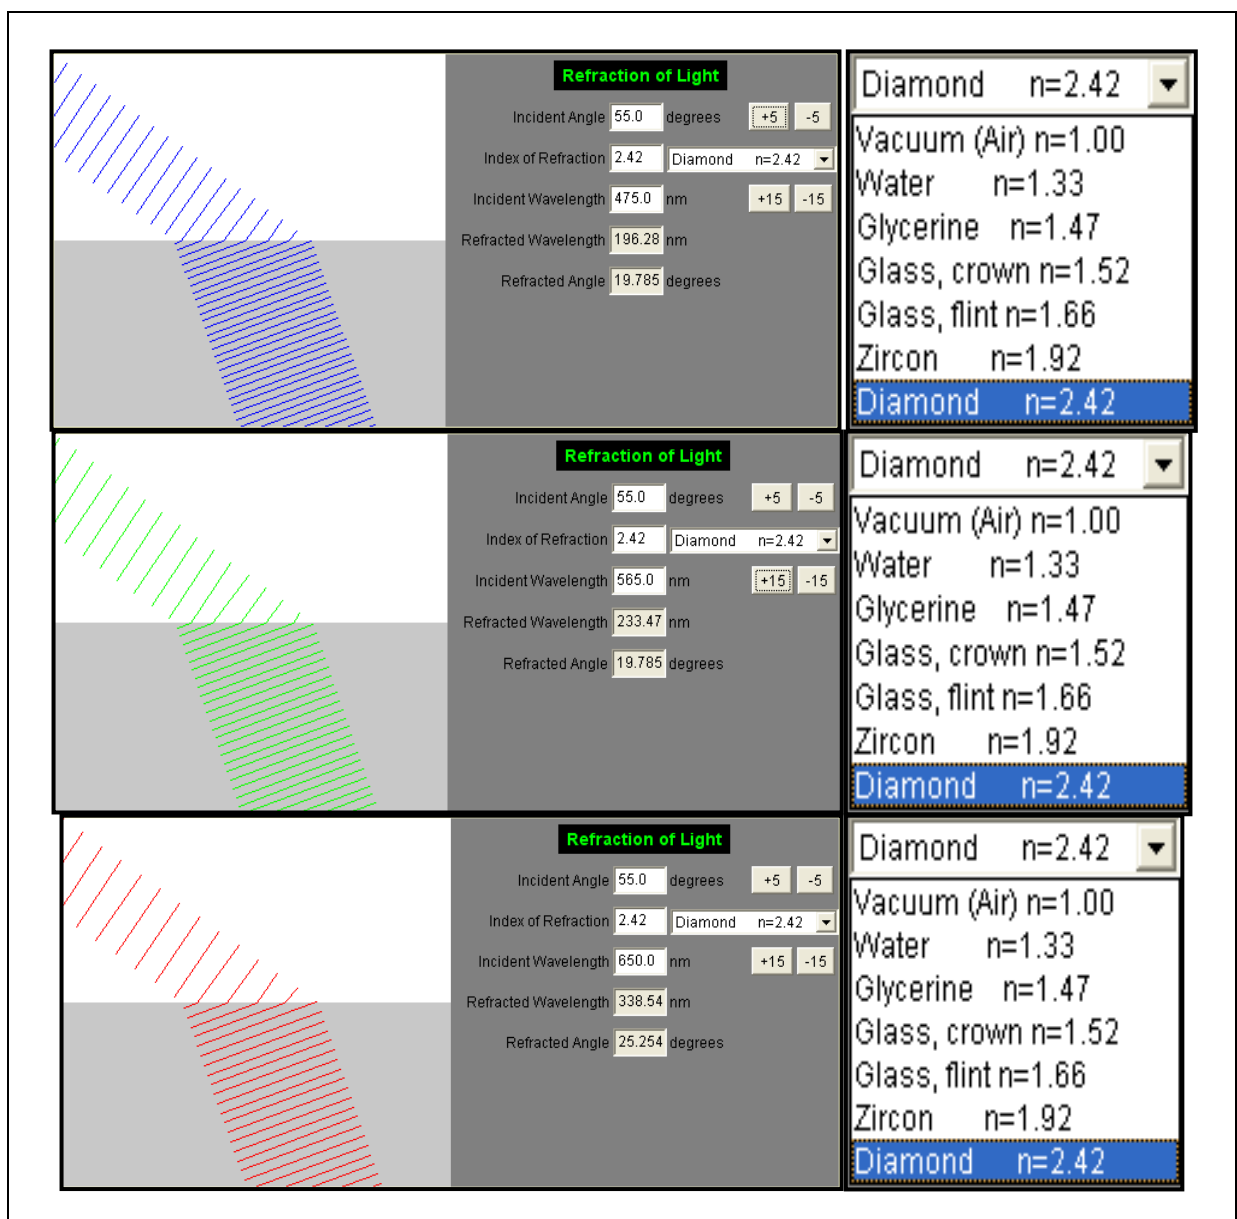 Refraction of Light
Incident Angle 55.0 degrees +5 -5
Index of Refraction 2.42 Diamond n=2.42
Incident Wavelength 475.0 nm +15 -15
Refracted Wavelength 196.28 nm
Refracted Angle 19.785 degrees
Diamond n=2.42
Vacuum (Air) n=1.00
Water n=1.33
Glycerine n=1.47
Glass, crown n=1.52
Glass, flint n=1.66
Zircon n=1.92
Diamond n=2.42
Refraction of Light
Incident Angle 55.0 degrees +5 -5
Index of Refraction 2.42 Diamond n=2.42
Incident Wavelength 565.0 nm +15 -15
Refracted Wavelength 233.47 nm
Refracted Angle 19.785 degrees
Diamond n=2.42
Vacuum (Air) n=1.00
Water n=1.33
Glycerine n=1.47
Glass, crown n=1.52
Glass, flint n=1.66
Zircon n=1.92
Diamond n=2.42
Refraction of Light
Incident Angle 55.0 degrees +5 -5
Index of Refraction 2.42 Diamond n=2.42
Incident Wavelength 650.0 nm +15 -15
Refracted Wavelength 338.54 nm
Refracted Angle 25.254 degrees
Diamond n=2.42
Vacuum (Air) n=1.00
Water n=1.33
Glycerine n=1.47
Glass, crown n=1.52
Glass, flint n=1.66
Zircon n=1.92
Diamond n=2.42